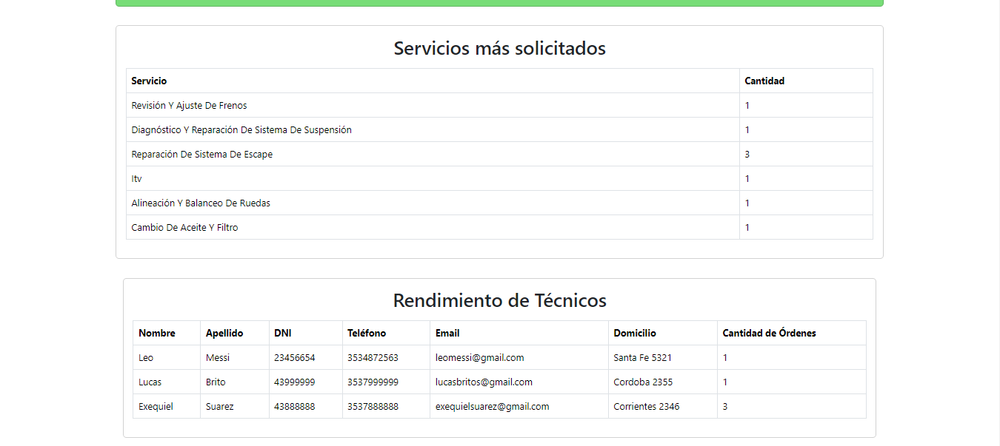 Servicios más solicitados
Servicio Cantidad
Revisión Y Ajuste De Frenos 1
Diagnóstico Y Reparación De Sistema De Suspensión 1
Reparación De Sistema De Escape 3
Itv 1
Alineación Y Balanceo De Ruedas 1
Cambio De Aceite Y Filtro 1
Rendimiento de Técnicos
Nombre Apellido DNI Teléfono Email Domicilio Cantidad de Órdenes
Leo Messi 23456654 3534872563 leomessi@gmail.com Santa Fe 5321 1
Lucas Brito 43999999 3537999999 lucasbritos@gmail.com Cordoba 2355 1
Exequiel Suarez 43888888 3537888888 exequielsuarez@gmail.com Corrientes 2346 3